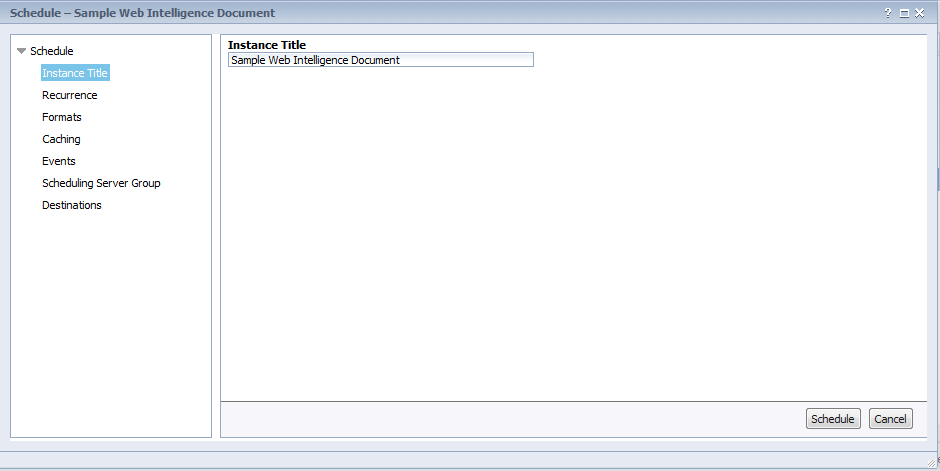 Schedule – Sample Web Intelligence Document
?
Schedule
Instance Title
Recurrence
Formats
Caching
Events
Scheduling Server Group
Destinations
Instance Title
Sample Web Intelligence Document
Schedule
Cancel